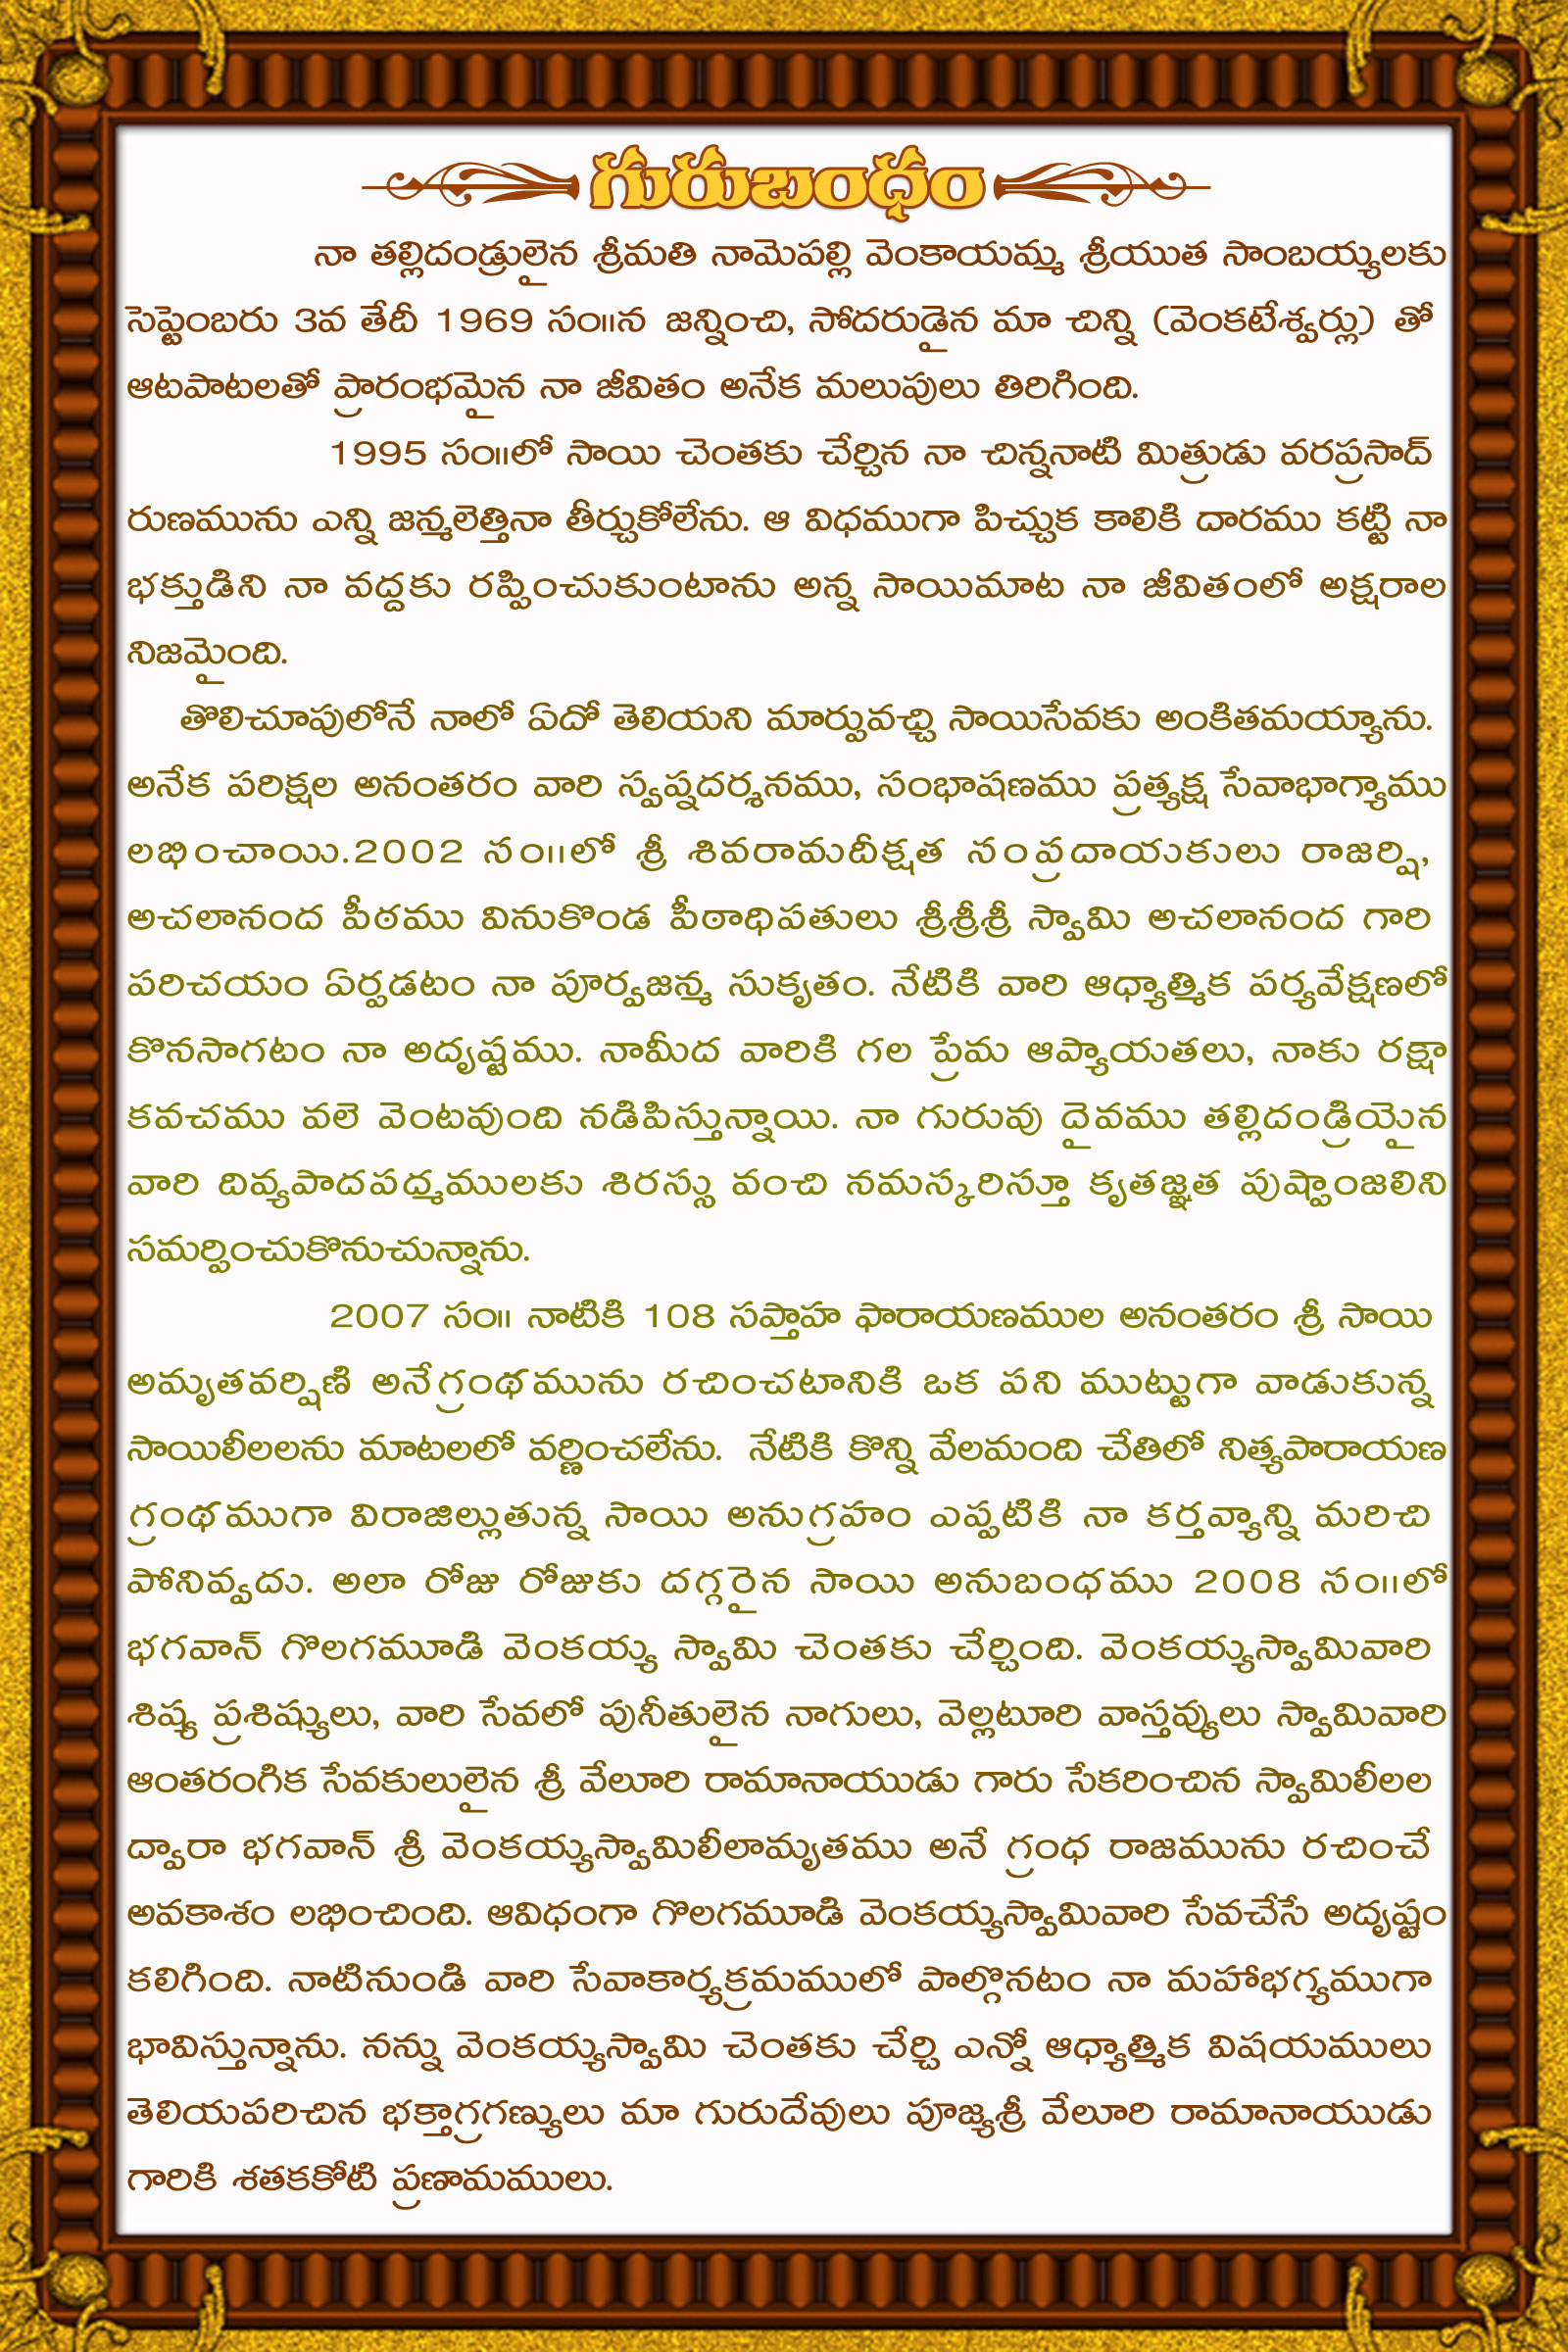 గురుబంధం
నా తల్లిదండ్రులైన శ్రీమతి నామెపల్లి వెంకాయమ్మ శ్రీయుత సాంబయ్యలకు
సెప్టెంబరు 3వ తేదీ 1969 సం॥న జన్నించి, సోదరుడైన మా చిన్ని (వెంకటేశ్వర్లు) తో
ఆటపాటలతో ప్రారంభమైన నా జీవితం అనేక మలుపులు తిరిగింది.
1995 సం॥లో సాయి చెంతకు చేర్చిన నా చిన్ననాటి మిత్రుడు వరప్రసాద్
రుణమును ఎన్ని జన్మలెత్తినా తీర్చుకోలేను. ఆ విధముగా పిచ్చుక కాలికి దారము కట్టి నా
భక్తుడిని నా వద్దకు రప్పించుకుంటాను అన్న సాయిమాట నా జీవితంలో అక్షరాల
నిజమైంది.
తొలిచూపులోనే నాలో ఏదో తెలియని మార్పువచ్చి సాయిసేవకు అంకితమయ్యాను.
అనేక పరిక్షల అనంతరం వారి స్వప్నదర్శనము, సంభాషణము ప్రత్యక్ష సేవాభాగ్యాము
లభించాయి.2002 నం॥లో శ్రీ శివరామదీక్షత నంవ్రదాయకులు రాజర్షి,
అచలానంద పీఠము వినుకొండ పీఠాధిపతులు శ్రీశ్రీశ్రీ స్వామి అచలానంద గారి
పరిచయం ఏర్పడటం నా పూర్వజన్మ సుకృతం. నేటికి వారి ఆధ్యాత్మిక పర్యవేక్షణలో
కొనసాగటం నా అదృష్టము. నామీద వారికి గల ప్రేమ ఆప్యాయతలు, నాకు రక్షా
కవచము వలె వెంటవుండి నడిపిస్తున్నాయి. నా గురువు దైవము తల్లిదండ్రియైన
వారి దివ్యపాదపద్మములకు శిరస్సు వంచి నమస్కరిస్తూ కృతజ్ఞత పుష్పాంజలిని
సమర్పించుకొనుచున్నాను.
2007 సం॥ నాటికి 108 సప్తాహ ఫారాయణముల అనంతరం శ్రీ సాయి
అమృతవర్షిణి అనేగ్రంథమును రచించటానికి ఒక పని ముట్టుగా వాడుకున్న
సాయిలీలలను మాటలలో వర్ణించలేను. నేటికి కొన్ని వేలమంది చేతిలో నిత్యపారాయణ
గ్రంథముగా విరాజిల్లుతున్న సాయి అనుగ్రహం ఎప్పటికి నా కర్తవ్యాన్ని మరిచి
పోనివ్వదు. అలా రోజు రోజుకు దగ్గరైన సాయి అనుబంధము 2008 నం॥లో
భగవాన్ గొలగమూడి వెంకయ్య స్వామి చెంతకు చేర్చింది. వెంకయ్యస్వామివారి
శిష్య ప్రశిష్యులు, వారి సేవలో పునీతులైన నాగులు, వెల్లటూరి వాస్తవ్యులు స్వామివారి
ఆంతరంగిక సేవకులులైన శ్రీ వేలూరి రామానాయుడు గారు సేకరించిన స్వామిలీలల
ద్వారా భగవాన్ శ్రీ వెంకయ్యస్వామిలీలామృతము అనే గ్రంధ రాజమును రచించే
అవకాశం లభించింది. ఆవిధంగా గొలగమూడి వెంకయ్యస్వామివారి సేవచేసే అదృష్టం
కలిగింది. నాటినుండి వారి సేవాకార్యక్రమములో పాల్గొనటం నా మహాభగ్యముగా
భావిస్తున్నాను. నన్ను వెంకయ్యస్వామి చెంతకు చేర్చి ఎన్నో ఆధ్యాత్మిక విషయములు
తెలియపరిచిన భక్తాగ్రగణ్యులు మా గురుదేవులు పూజ్యశ్రీ వేలూరి రామానాయుడు
గారికి శతకకోటి ప్రణామములు.